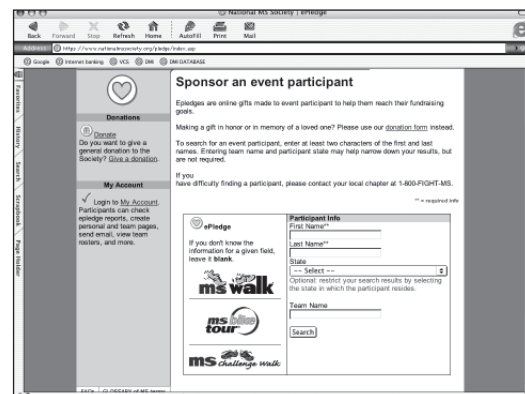 National MS Society | ePledge
Back Forward Stop Refresh Home AutoFill Print Mail
Address https://www.nationalmssociety.org/pledge/index.asp
Google Internet banking VCS DMI DMI DATABASE
Favorites
History
Search
Scrapbook
Page Holder
Donations
Donate
Do you want to give a
general donation to the
Society? Give a donation.
My Account
Login to My Account.
Participants can check
epledge reports, create
personal and team pages,
send email, view team
rosters, and more.
Sponsor an event participant
Epledges are online gifts made to event participant to help them reach their fundraising
goals.
Making a gift in honor or in memory of a loved one? Please use our donation form instead.
To search for an event participant, enter at least two characters of the first and last
names. Entering team name and participant state may help narrow down your results, but
are not required.
If you
have difficulty finding a participant, please contact your local chapter at 1-800-FIGHT-MS.
** = required info
ePledge
If you don't know the
information for a given field,
leave it blank.
ms walk
ms bike
tour
ms challenge walk
Participant Info
First Name**
Last Name**
State
-- Select --
Optional: restrict your search results by selecting
the state in which the participant resides.
Team Name
Search
FAQs | GLOSSARY of MS terms